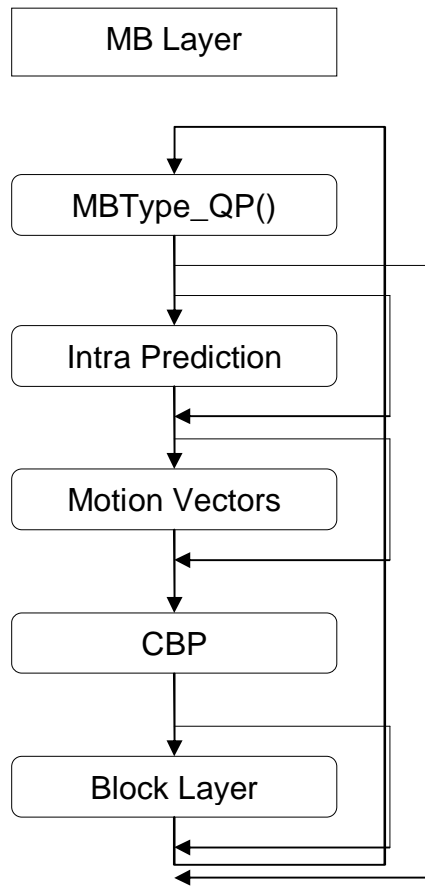 MB Layer
MBType_QP()
Intra Prediction
Motion Vectors
CBP
Block Layer